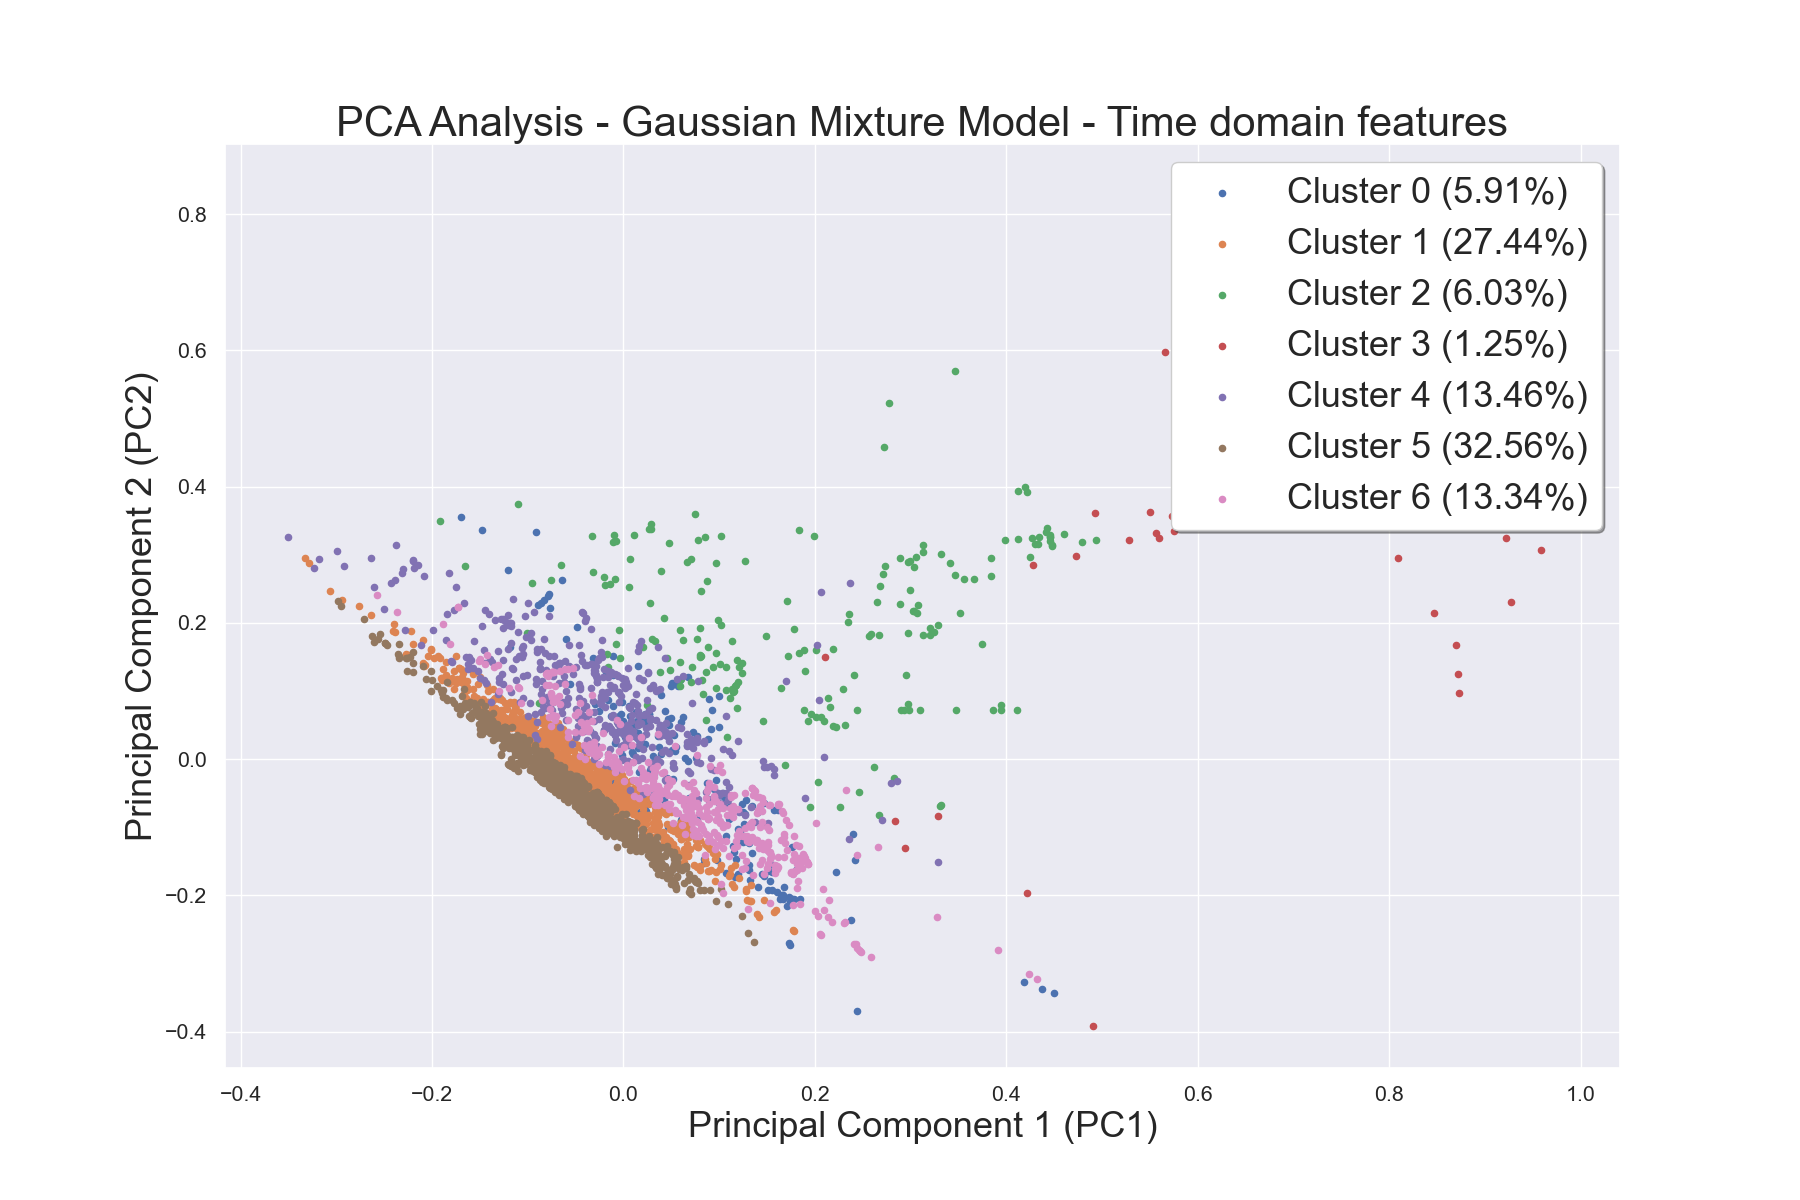 PCA Analysis - Gaussian Mixture Model - Time domain features
Cluster 0 (5.91%)
Cluster 1 (27.44%)
Cluster 2 (6.03%)
Cluster 3 (1.25%)
Cluster 4 (13.46%)
Cluster 5 (32.56%)
Cluster 6 (13.34%)
Principal Component 2 (PC2)
0.8
0.6
0.4
0.2
0.0
−0.2
−0.4
−0.4 −0.2 0.0 0.2 0.4 0.6 0.8 1.0
Principal Component 1 (PC1)